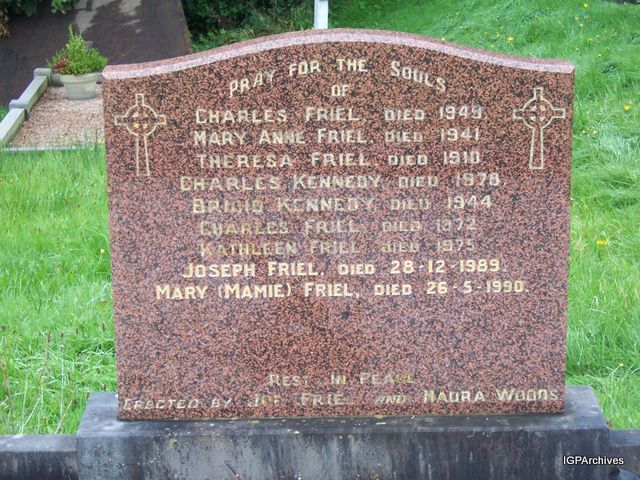 Pray for the Souls
of
Charles Friel died 1949.
Mary Anne Friel. died 1941
Theresa Friel, died 1910
Charles Kennedy died 1978
Brigid Kennedy died 1944
Charles Friel died 1972
Kathleen Friel died 1975
Joseph Friel, died 28-12-1989.
Mary (Mamie) Friel, died 26-5-1990.
Rest in Peace
Erected by Joe Friel and Maura Woods
IGPArchives